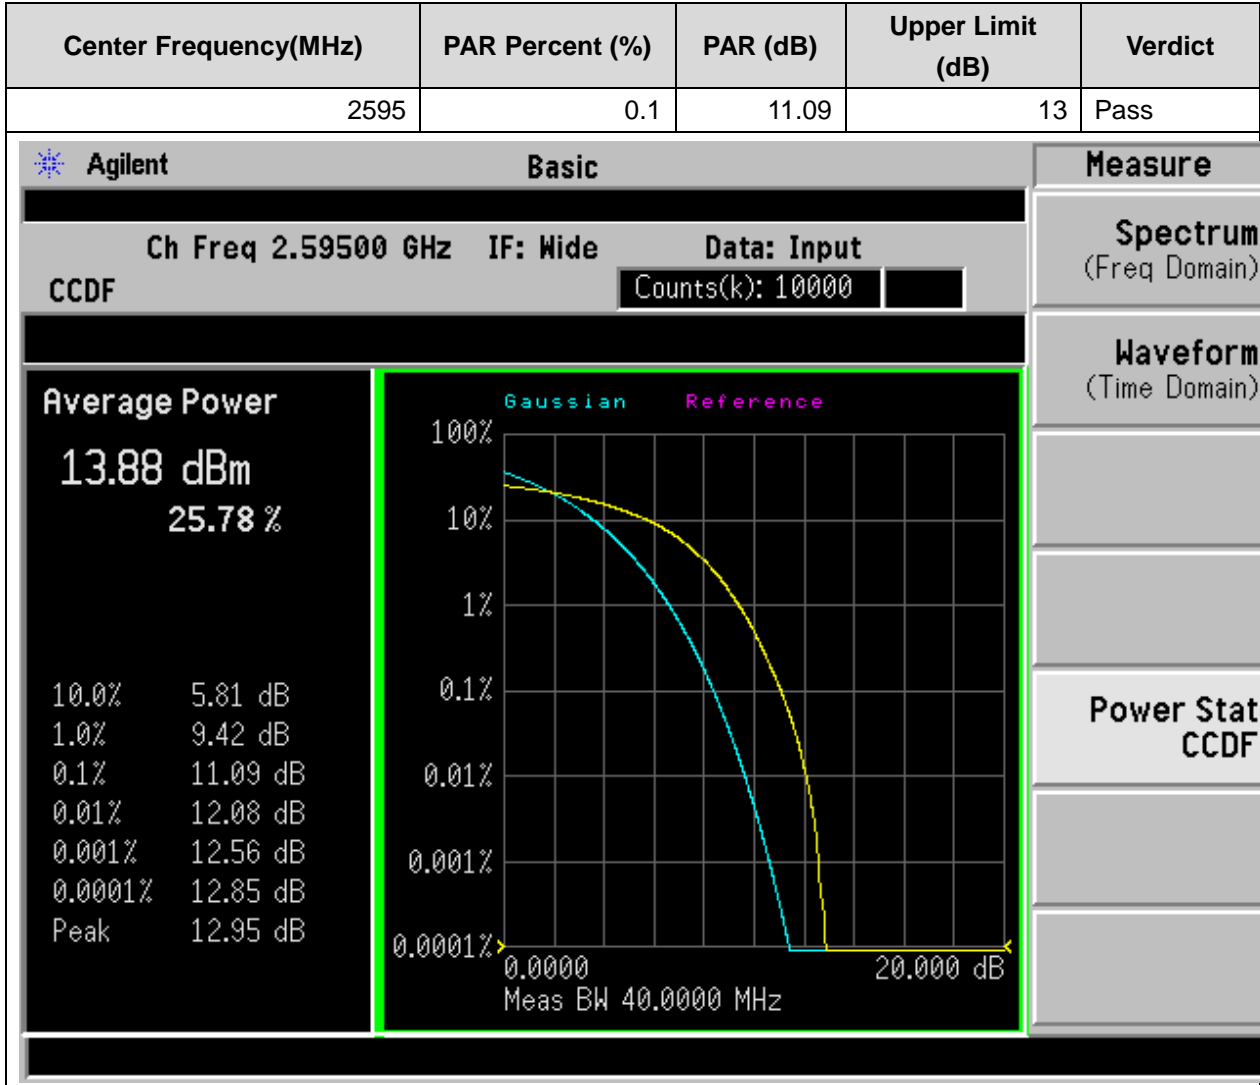 Center Frequency(MHz) PAR Percent (%) PAR (dB) Upper Limit (dB) Verdict
2595 0.1 11.09 13 Pass
Agilent Basic Measure
Ch Freq 2.59500 GHz IF: Wide Data: Input
CCDF Counts(k): 10000
Spectrum
(Freq Domain)
Waveform
(Time Domain)
Power Stat
CCDF
Average Power
13.88 dBm
25.78 %
10.0% 5.81 dB
1.0% 9.42 dB
0.1% 11.09 dB
0.01% 12.08 dB
0.001% 12.56 dB
0.0001% 12.85 dB
Peak 12.95 dB
Gaussian Reference
100%
10%
1%
0.1%
0.01%
0.001%
0.0001%
0.0000 20.000 dB
Meas BW 40.0000 MHz